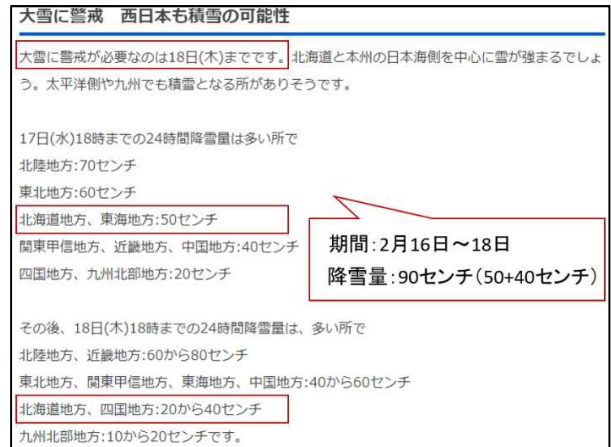 大雪に警戒　西日本も積雪の可能性
大雪に警戒が必要なのは18日(木)までです。北海道と本州の日本海側を中心に雪が強まるでしょ
う。太平洋側や九州でも積雪となる所がありそうです。
17日(水)18時までの24時間降雪量は多い所で
北陸地方:70センチ
東北地方:60センチ
北海道地方、東海地方:50センチ
関東甲信地方、近畿地方、中国地方:40センチ
四国地方、九州北部地方:20センチ
期間：2月16日～18日
降雪量：90センチ（50+40センチ）
その後、18日(木)18時までの24時間降雪量は、多い所で
北陸地方、近畿地方:60から80センチ
東北地方、関東甲信地方、東海地方、中国地方:40から60センチ
北海道地方、四国地方:20から40センチ
九州北部地方:10から20センチです。